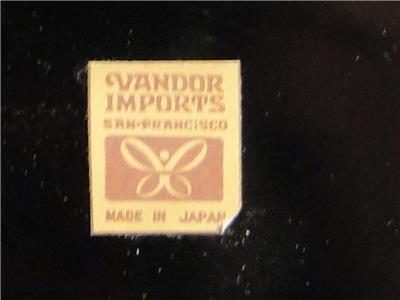 VANDOR
IMPORTS
SAN-FRANCISCO
MADE IN JAPAN